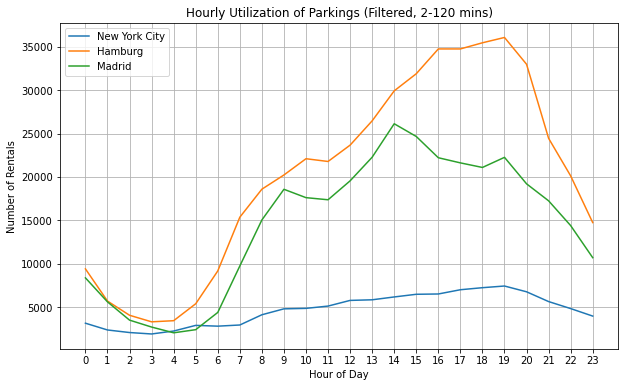 Hourly Utilization of Parkings (Filtered, 2-120 mins)
New York City
Hamburg
Madrid
Number of Rentals
35000
30000
25000
20000
15000
10000
5000
0 1 2 3 4 5 6 7 8 9 10 11 12 13 14 15 16 17 18 19 20 21 22 23
Hour of Day